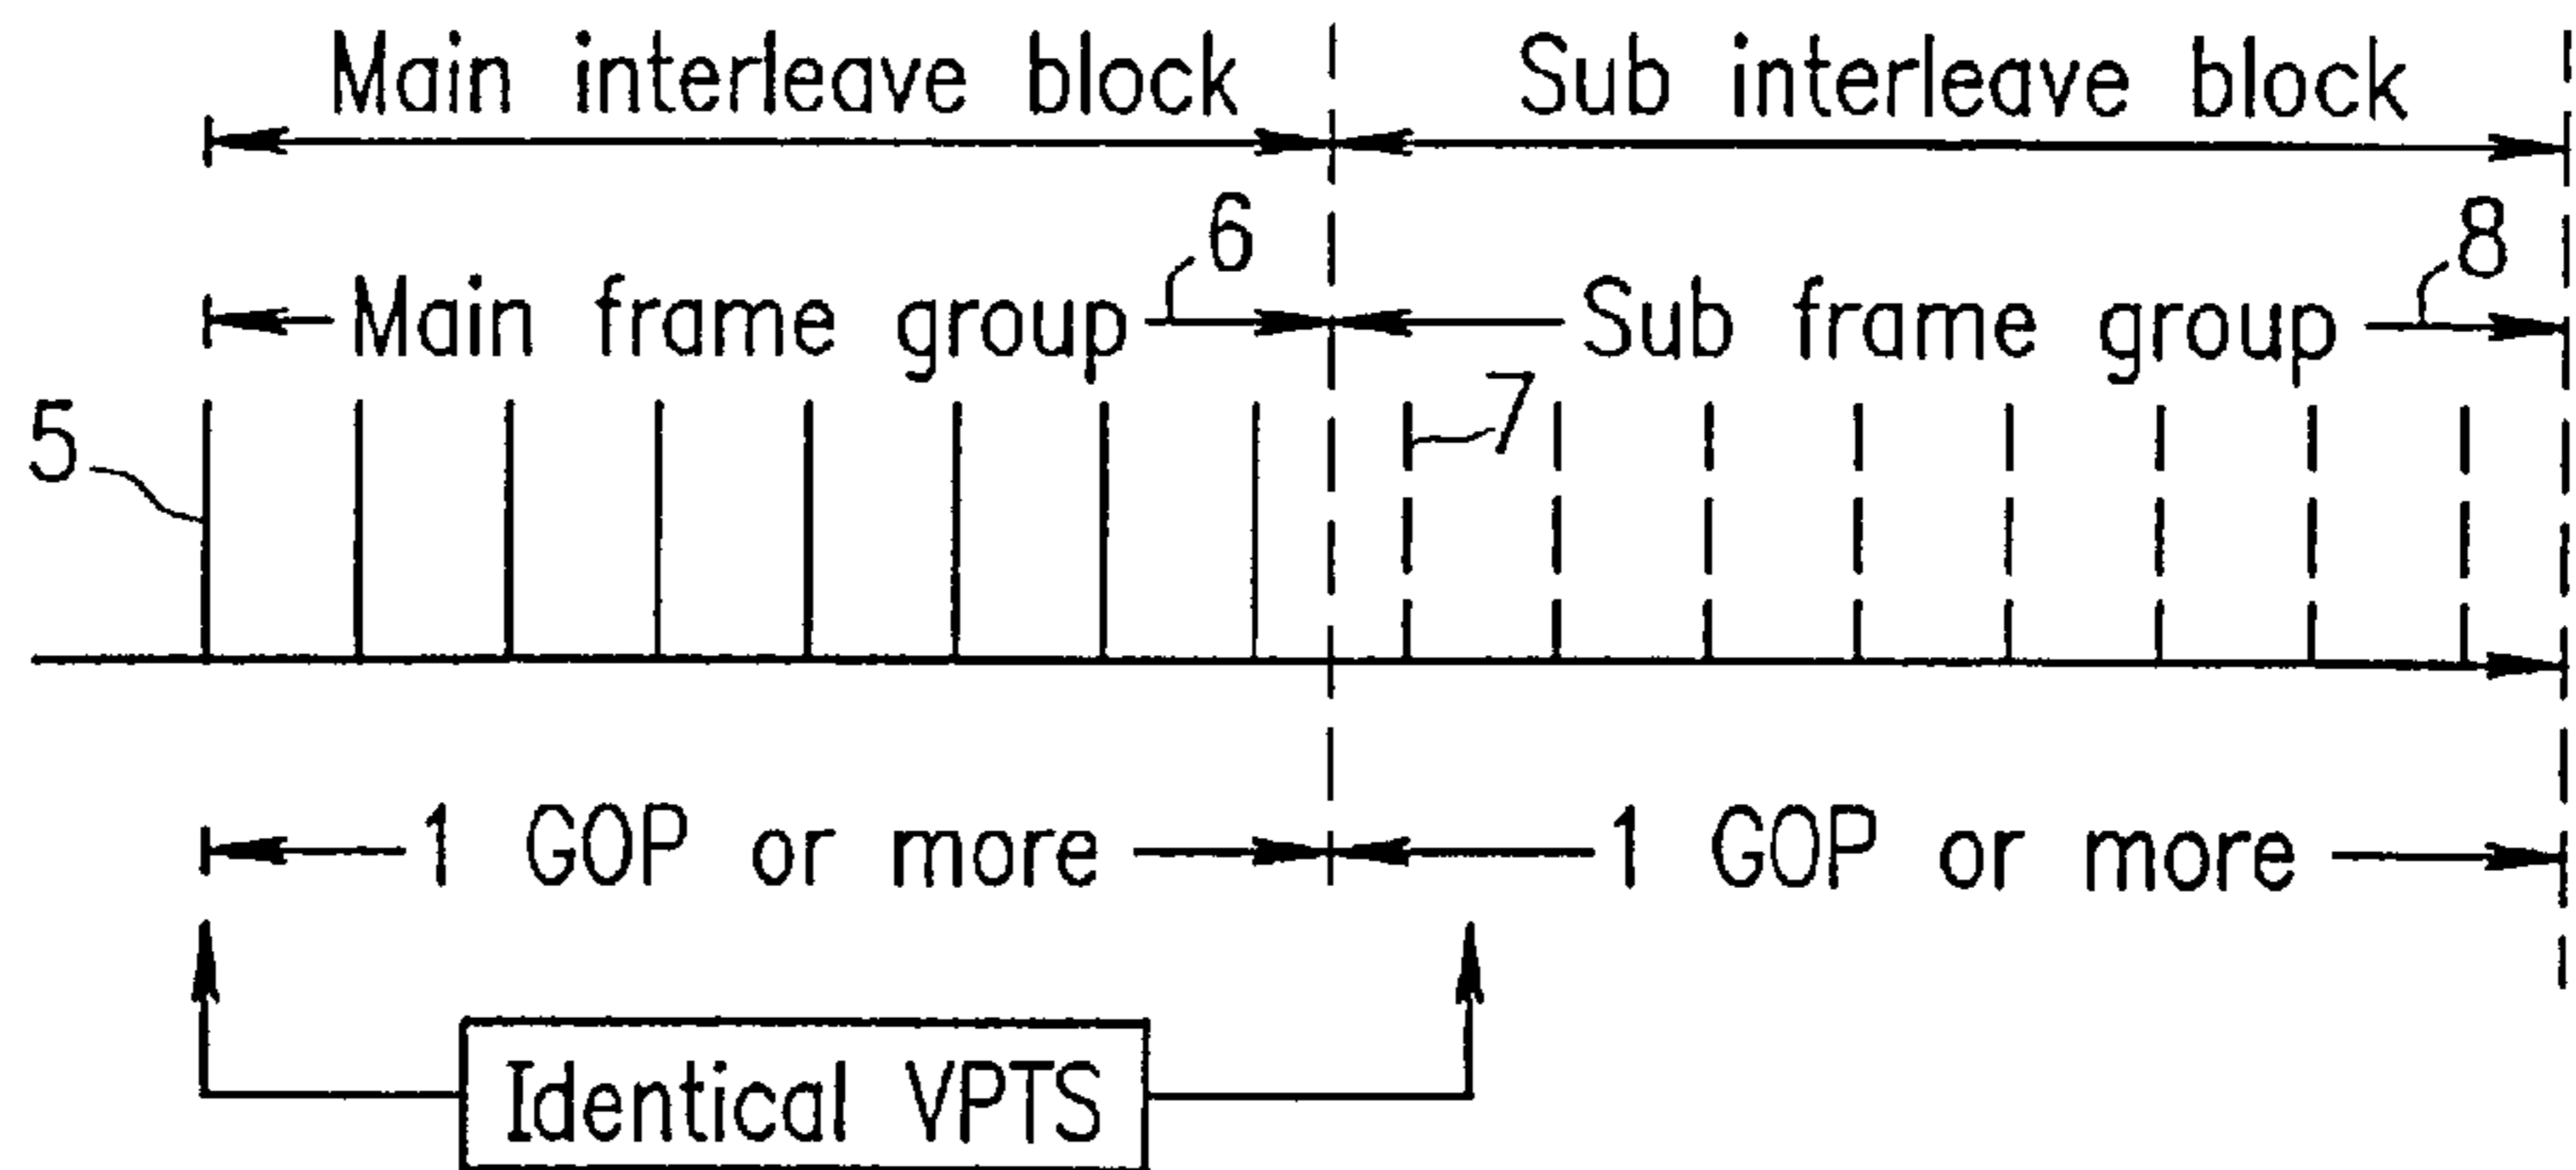 Main interleave block
Sub interleave block
6
8
Main frame group
Sub frame group
5
7
1 GOP or more
1 GOP or more
Identical VPTS